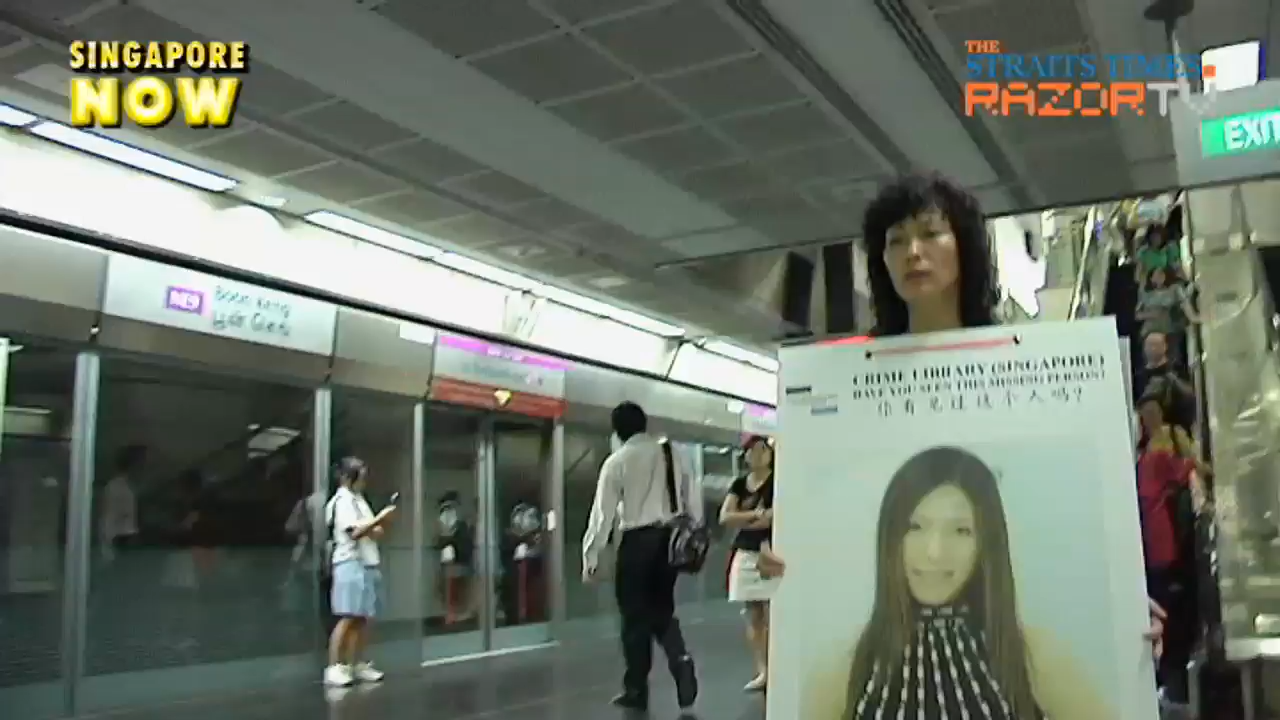 SINGAPORE
NOW
THE
STRAITS TIMES
RAZORTV
EXIT
NE9
Boon Keng
CRIME LIBRARY (SINGAPORE)
HAVE YOU SEEN THIS MISSING PERSON?
你有见过这个人吗?